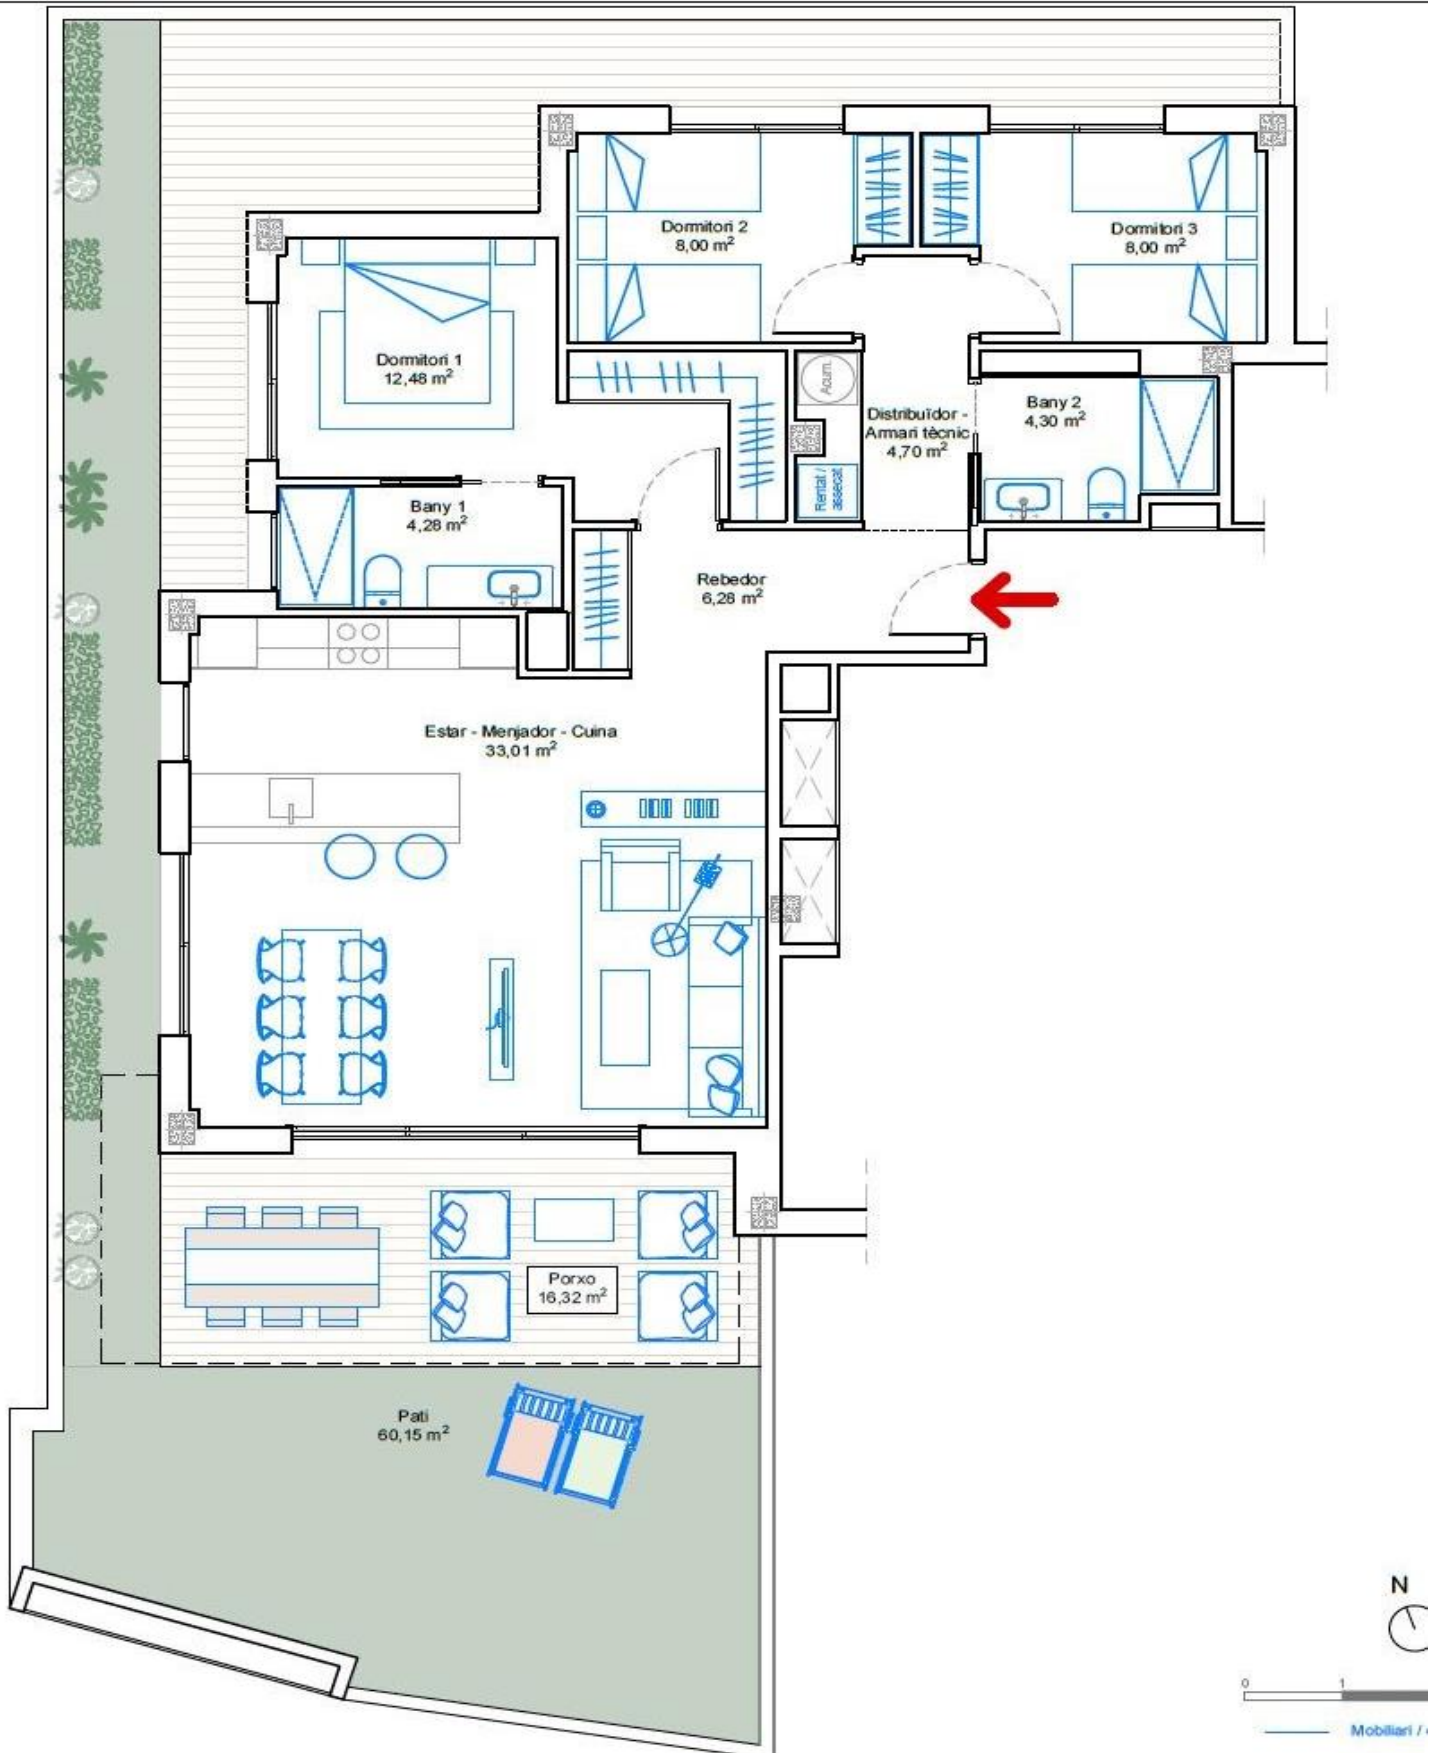 Dormitori 2
8,00 m²
Dormitori 3
8,00 m²
Dormitori 1
12,48 m²
Acum.
Distribuïdor -
Armari tècnic
4,70 m²
Bany 2
4,30 m²
Rentat /
assecat
Bany 1
4,28 m²
Rebedor
6,28 m²
Estar - Menjador - Cuina
33,01 m²
Porxo
16,32 m²
Pati
60,15 m²
N
0 1
Mobiliari /